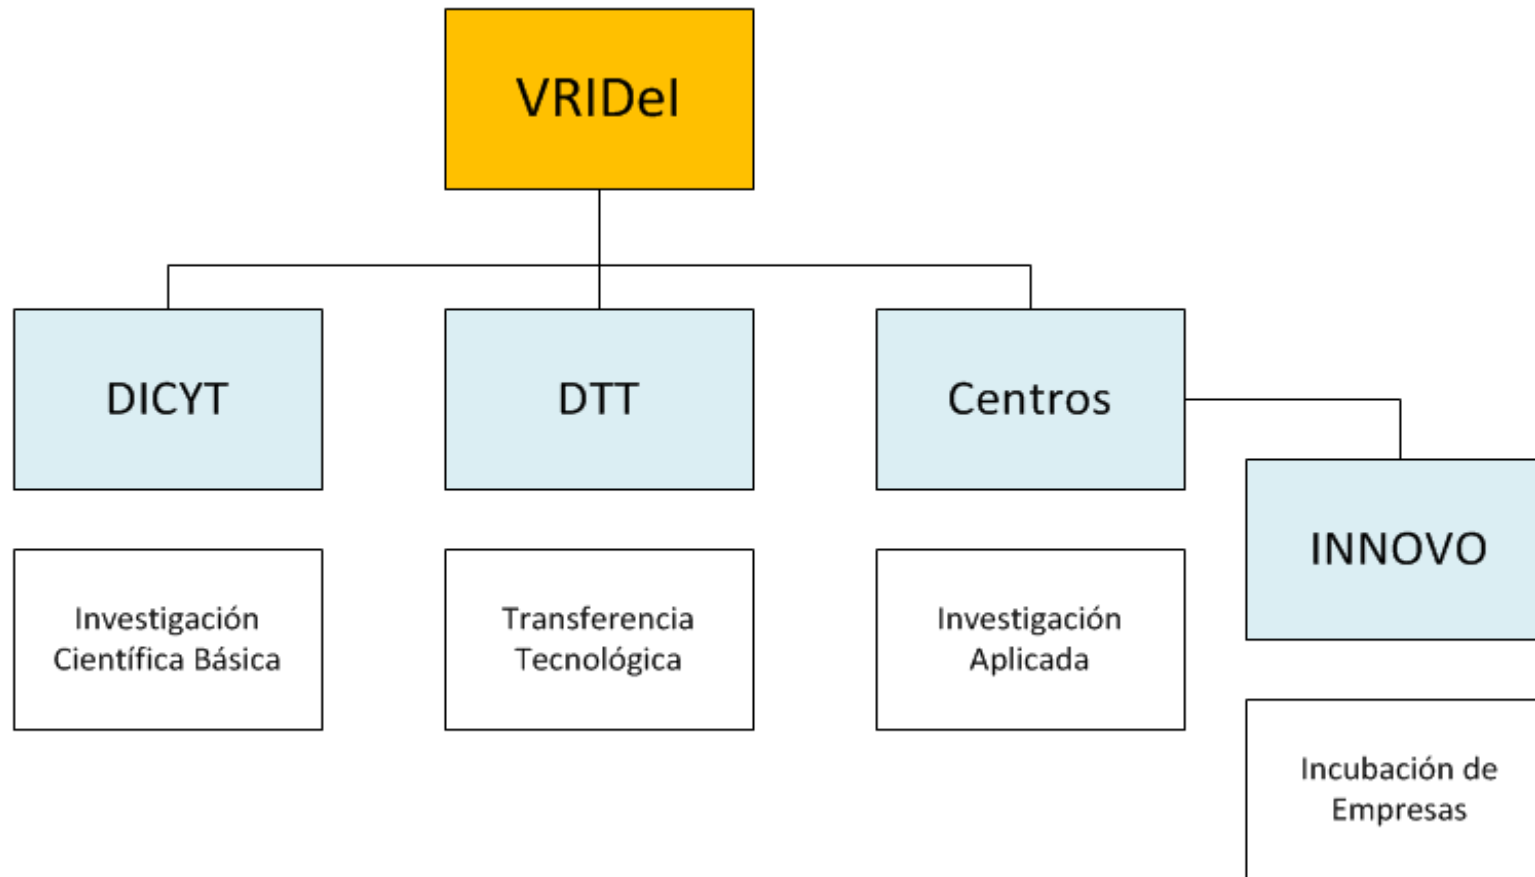 VRIDeI
DICYT
DTT
Centros
INNOVO
Investigación
Científica Básica
Transferencia
Tecnológica
Investigación
Aplicada
Incubación de
Empresas